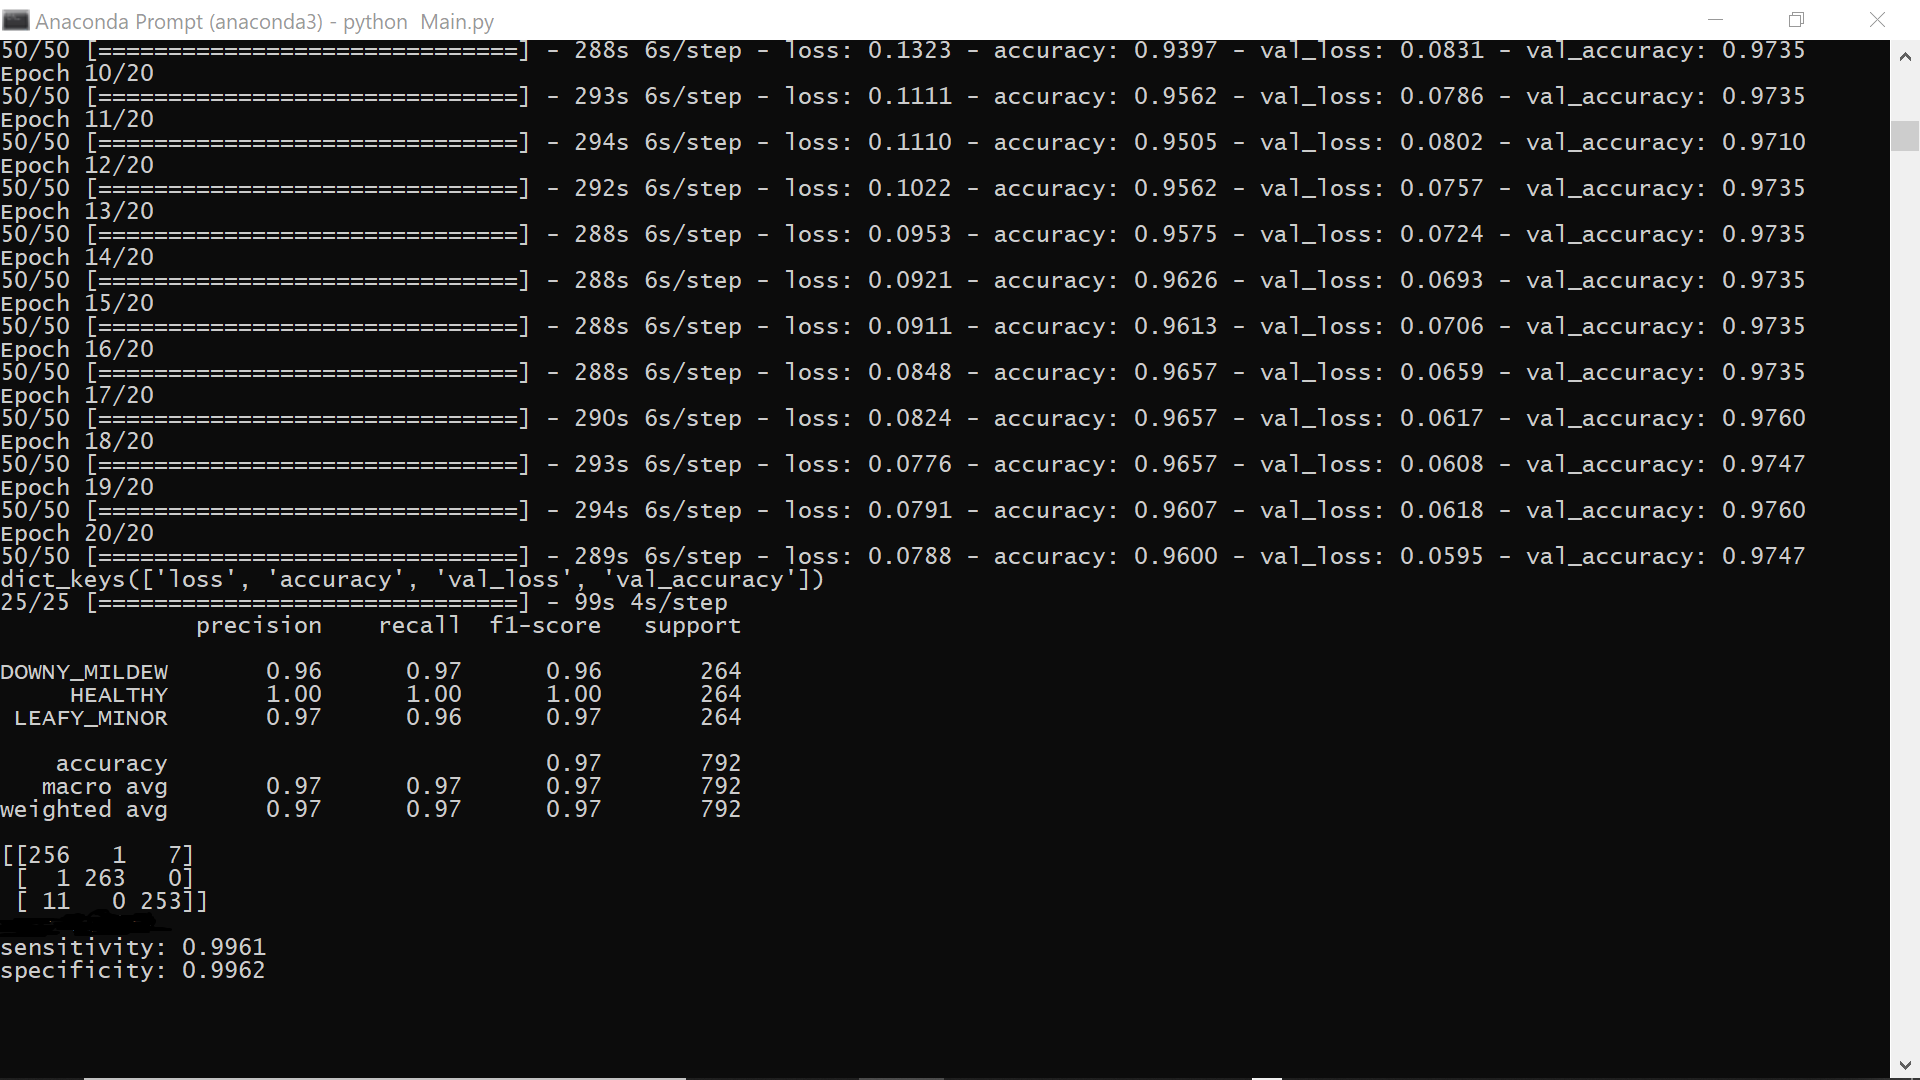 Anaconda Prompt (anaconda3) - python  Main.py
50/50 [==============================] - 288s 6s/step - loss: 0.1323 - accuracy: 0.9397 - val_loss: 0.0831 - val_accuracy: 0.9735
Epoch 10/20
50/50 [==============================] - 293s 6s/step - loss: 0.1111 - accuracy: 0.9562 - val_loss: 0.0786 - val_accuracy: 0.9735
Epoch 11/20
50/50 [==============================] - 294s 6s/step - loss: 0.1110 - accuracy: 0.9505 - val_loss: 0.0802 - val_accuracy: 0.9710
Epoch 12/20
50/50 [==============================] - 292s 6s/step - loss: 0.1022 - accuracy: 0.9562 - val_loss: 0.0757 - val_accuracy: 0.9735
Epoch 13/20
50/50 [==============================] - 288s 6s/step - loss: 0.0953 - accuracy: 0.9575 - val_loss: 0.0724 - val_accuracy: 0.9735
Epoch 14/20
50/50 [==============================] - 288s 6s/step - loss: 0.0921 - accuracy: 0.9626 - val_loss: 0.0693 - val_accuracy: 0.9735
Epoch 15/20
50/50 [==============================] - 288s 6s/step - loss: 0.0911 - accuracy: 0.9613 - val_loss: 0.0706 - val_accuracy: 0.9735
Epoch 16/20
50/50 [==============================] - 288s 6s/step - loss: 0.0848 - accuracy: 0.9657 - val_loss: 0.0659 - val_accuracy: 0.9735
Epoch 17/20
50/50 [==============================] - 290s 6s/step - loss: 0.0824 - accuracy: 0.9657 - val_loss: 0.0617 - val_accuracy: 0.9760
Epoch 18/20
50/50 [==============================] - 293s 6s/step - loss: 0.0776 - accuracy: 0.9657 - val_loss: 0.0608 - val_accuracy: 0.9747
Epoch 19/20
50/50 [==============================] - 294s 6s/step - loss: 0.0791 - accuracy: 0.9607 - val_loss: 0.0618 - val_accuracy: 0.9760
Epoch 20/20
50/50 [==============================] - 289s 6s/step - loss: 0.0788 - accuracy: 0.9600 - val_loss: 0.0595 - val_accuracy: 0.9747
dict_keys(['loss', 'accuracy', 'val_loss', 'val_accuracy'])
25/25 [==============================] - 99s 4s/step
              precision    recall  f1-score   support
DOWNY_MILDEW       0.96      0.97      0.96       264
     HEALTHY       1.00      1.00      1.00       264
 LEAFY_MINOR       0.97      0.96      0.97       264
    accuracy                           0.97       792
   macro avg       0.97      0.97      0.97       792
weighted avg       0.97      0.97      0.97       792
[[256   1   7]
 [  1 263   0]
 [ 11   0 253]]
sensitivity: 0.9961
specificity: 0.9962